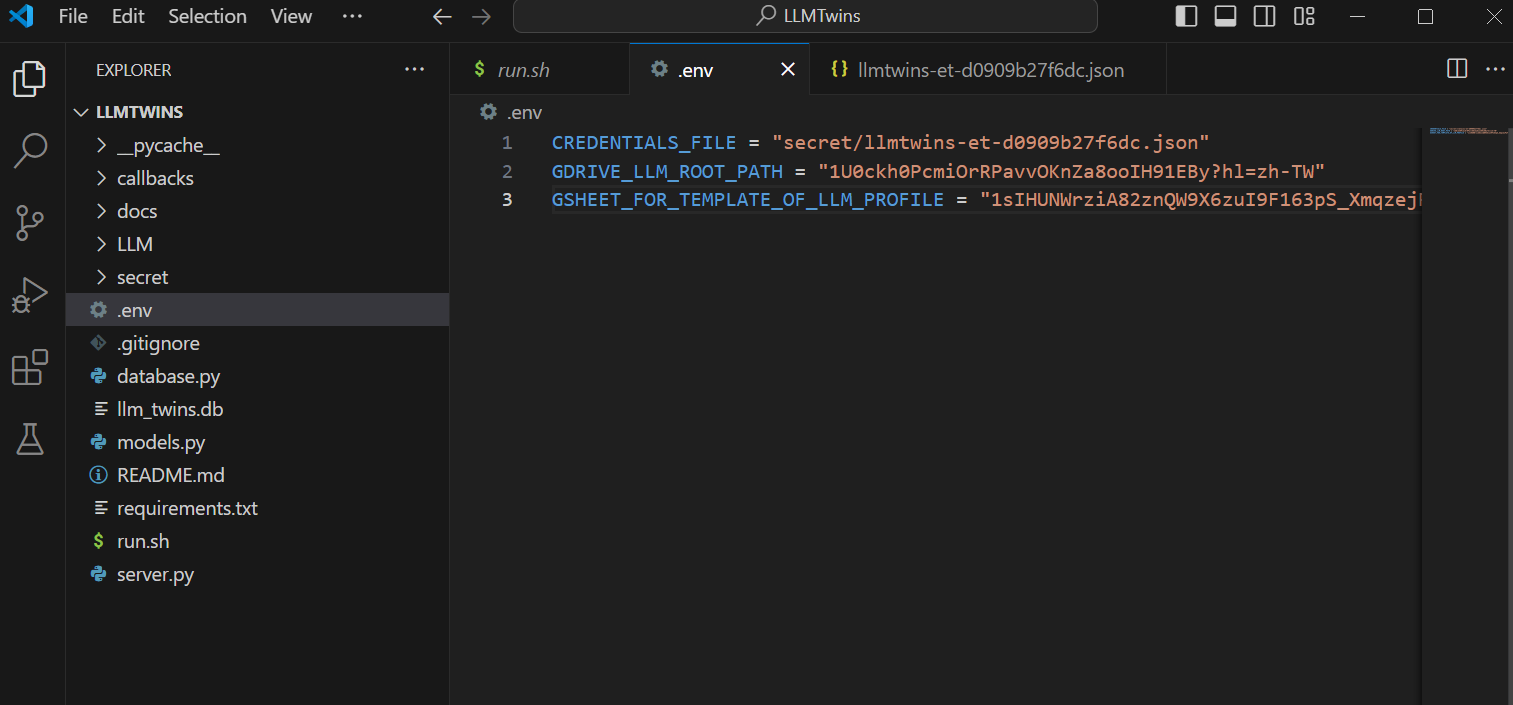 File Edit Selection View ··· LLMTwins
EXPLORER ···
run.sh .env llmtwins-et-d0909b27f6dc.json ···
LLMTWINS
__pycache__
callbacks
docs
LLM
secret
.env
.gitignore
database.py
llm_twins.db
models.py
README.md
requirements.txt
run.sh
server.py
.env
1 CREDENTIALS_FILE = "secret/llmtwins-et-d0909b27f6dc.json"
2 GDRIVE_LLM_ROOT_PATH = "1U0ckh0PcmiOrRPavvOKnZa8ooIH91EBy?hl=zh-TW"
3 GSHEET_FOR_TEMPLATE_OF_LLM_PROFILE = "1sIHUNWrziA82znQW9X6zuI9F163pS_Xmqzej